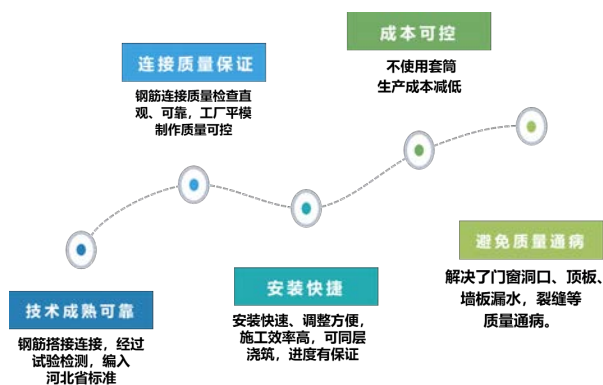 技术成熟可靠
钢筋搭接连接，经过
试验检测，编入
河北省标准
连接质量保证
钢筋连接质量检查直
观、可靠，工厂平模
制作质量可控
安装快捷
安装快速、调整方便，
施工效率高，可同层
浇筑，进度有保证
成本可控
不使用套筒
生产成本减低
避免质量通病
解决了门窗洞口、顶板、
墙板漏水，裂缝等
质量通病。